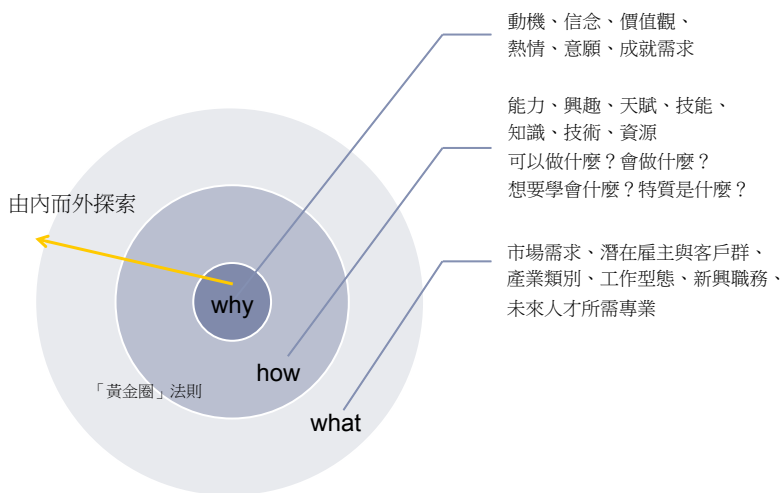 動機、信念、價值觀、
熱情、意願、成就需求
能力、興趣、天賦、技能、
知識、技術、資源
可以做什麼？會做什麼？
想要學會什麼？特質是什麼？
由內而外探索
市場需求、潛在雇主與客戶群、
產業類別、工作型態、新興職務、
未來人才所需專業
why
how
「黃金圈」法則
what